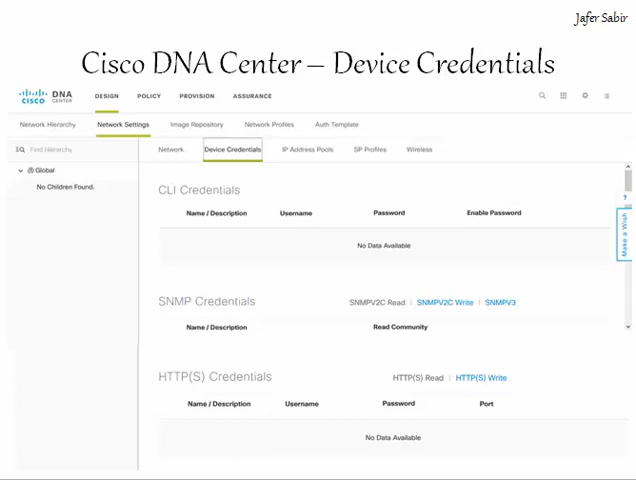 Jafer Sabir
Cisco DNA Center – Device Credentials
CISCO DNA CENTER DESIGN POLICY PROVISION ASSURANCE
Network Hierarchy Network Settings Image Repository Network Profiles Auth Template
Find Hierarchy Network Device Credentials IP Address Pools SP Profiles Wireless
Global
No Children Found.
CLI Credentials
Name / Description Username Password Enable Password
No Data Available
?
Make a Wish
SNMP Credentials SNMPV2C Read | SNMPV2C Write | SNMPV3
Name / Description Read Community
HTTP(S) Credentials HTTP(S) Read | HTTP(S) Write
Name / Description Username Password Port
No Data Available